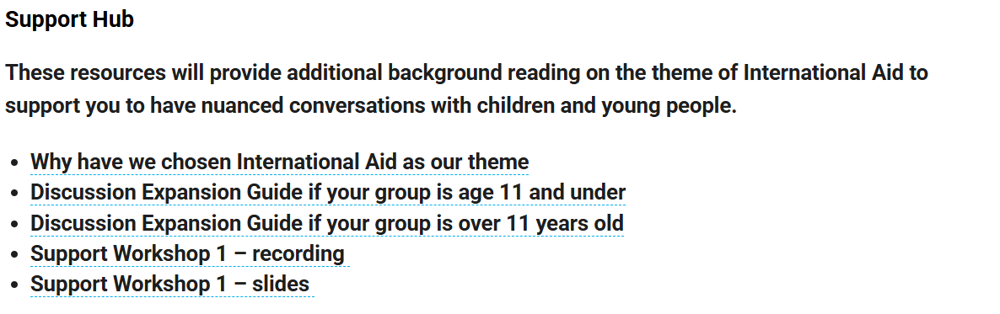 Support Hub
These resources will provide additional background reading on the theme of International Aid to
support you to have nuanced conversations with children and young people.
• Why have we chosen International Aid as our theme
• Discussion Expansion Guide if your group is age 11 and under
• Discussion Expansion Guide if your group is over 11 years old
• Support Workshop 1 – recording
• Support Workshop 1 – slides